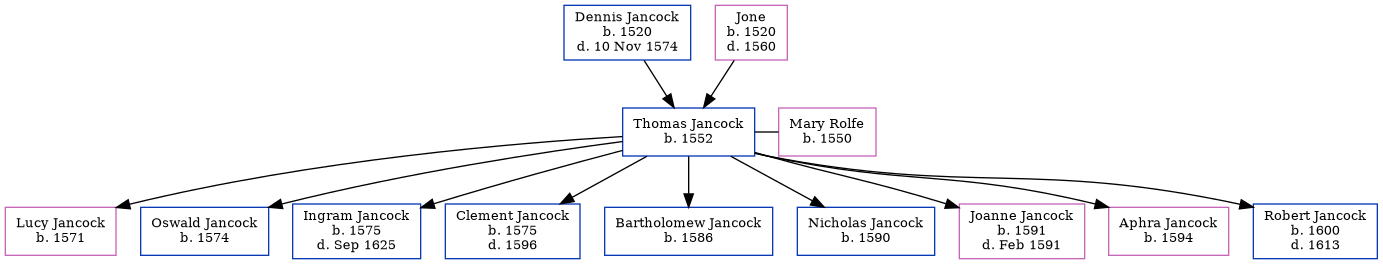 Dennis Jancock
b. 1520
d. 10 Nov 1574
Jone
b. 1520
d. 1560
Thomas Jancock
b. 1552
Mary Rolfe
b. 1550
Lucy Jancock
b. 1571
Oswald Jancock
b. 1574
Ingram Jancock
b. 1575
d. Sep 1625
Clement Jancock
b. 1575
d. 1596
Bartholomew Jancock
b. 1586
Nicholas Jancock
b. 1590
Joanne Jancock
b. 1591
d. Feb 1591
Aphra Jancock
b. 1594
Robert Jancock
b. 1600
d. 1613